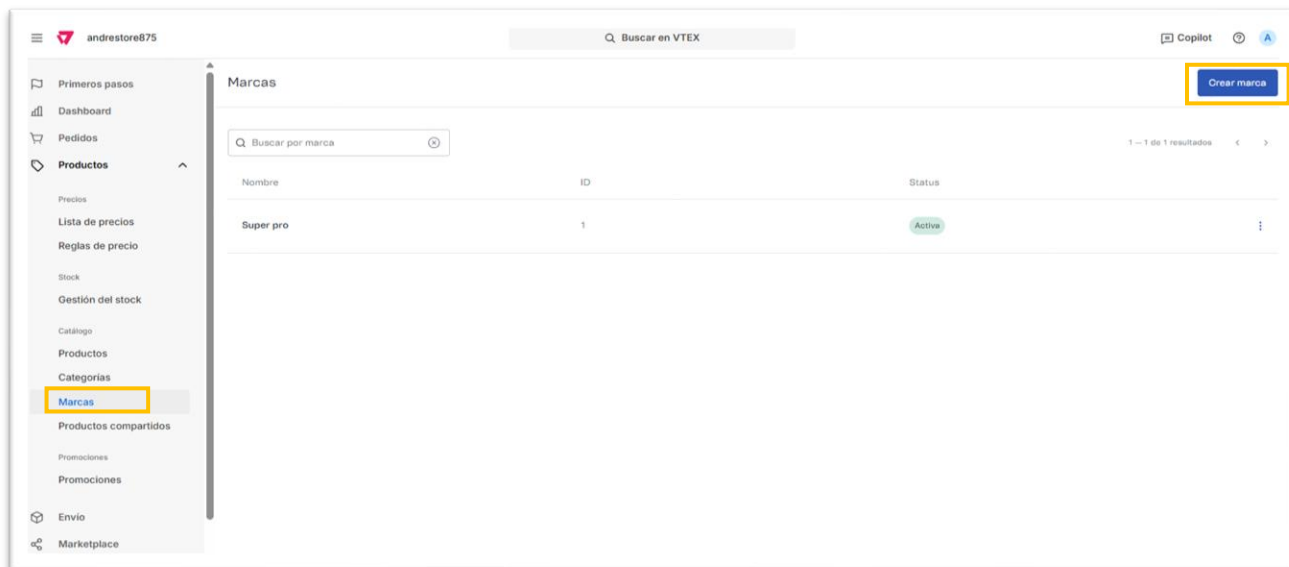 andrestore875
Buscar en VTEX
Copilot
A
Primeros pasos
Dashboard
Pedidos
Productos
Precios
Lista de precios
Reglas de precio
Stock
Gestión del stock
Catálogo
Productos
Categorías
Marcas
Productos compartidos
Promociones
Promociones
Envío
Marketplace
Marcas
Crear marca
Buscar por marca
1 – 1 de 1 resultados
Nombre ID Status
Super pro 1 Activa